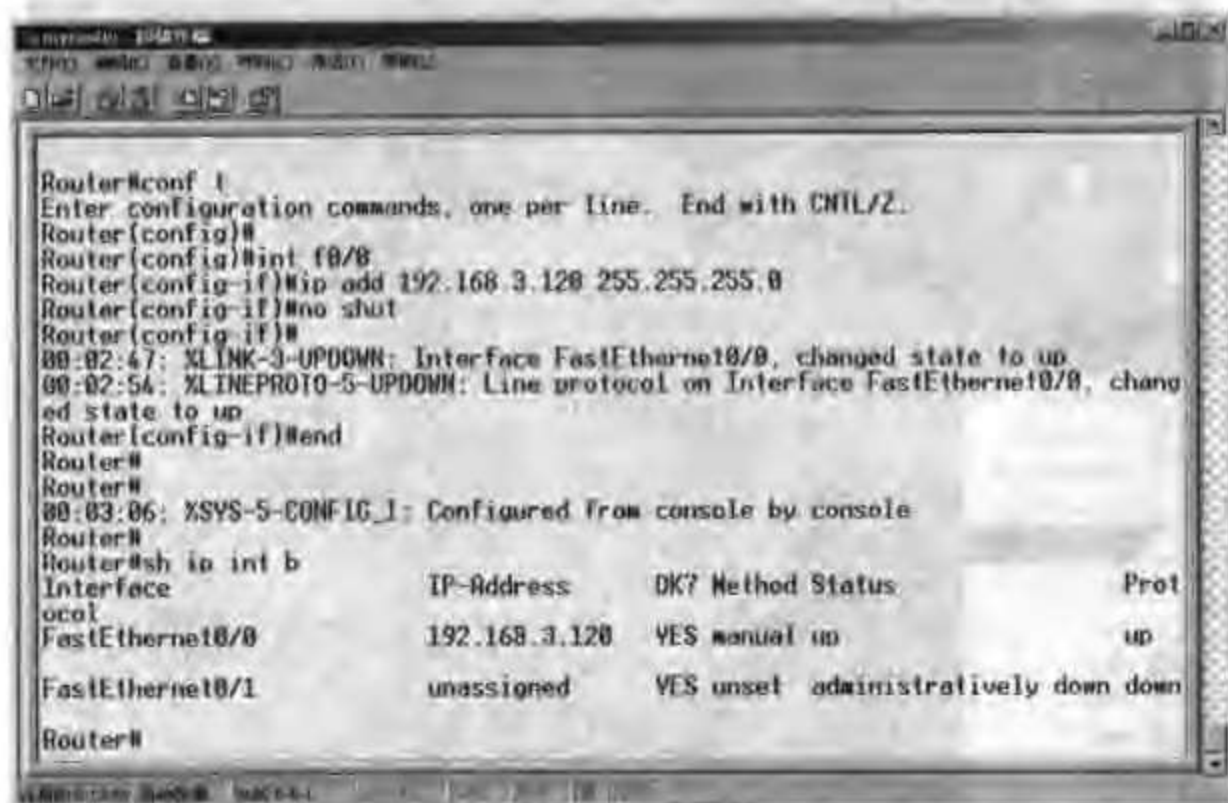 Router#conf t
Enter configuration commands, one per line.  End with CNTL/Z.
Router(config)#
Router(config)#int f0/0
Router(config-if)#ip add 192.168.3.120 255.255.255.0
Router(config-if)#no shut
Router(config-if)#
00:02:47: %LINK-3-UPDOWN: Interface FastEthernet0/0, changed state to up
00:02:54: %LINEPROTO-5-UPDOWN: Line protocol on Interface FastEthernet0/0, chang
ed state to up
Router(config-if)#end
Router#
Router#
00:03:06: %SYS-5-CONFIG_I: Configured from console by console
Router#
Router#sh ip int b
Interface IP-Address OK? Method Status Prot
ocol
FastEthernet0/0 192.168.3.120 YES manual up up
FastEthernet0/1 unassigned YES unset administratively down down
Router#